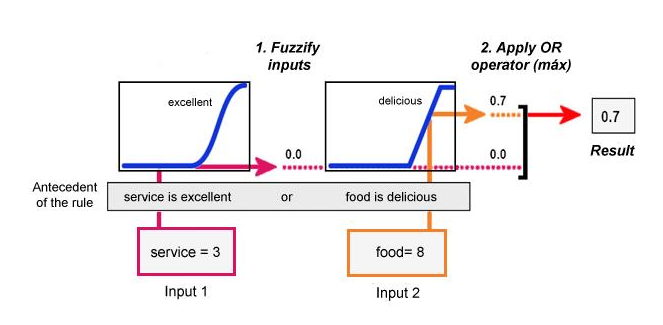 1. Fuzzify
inputs
2. Apply OR
operator (máx)
excellent
delicious
0.7
0.0
0.0
0.7
Result
Antecedent
of the rule
service is excellent
or
food is delicious
service = 3
food= 8
Input 1
Input 2